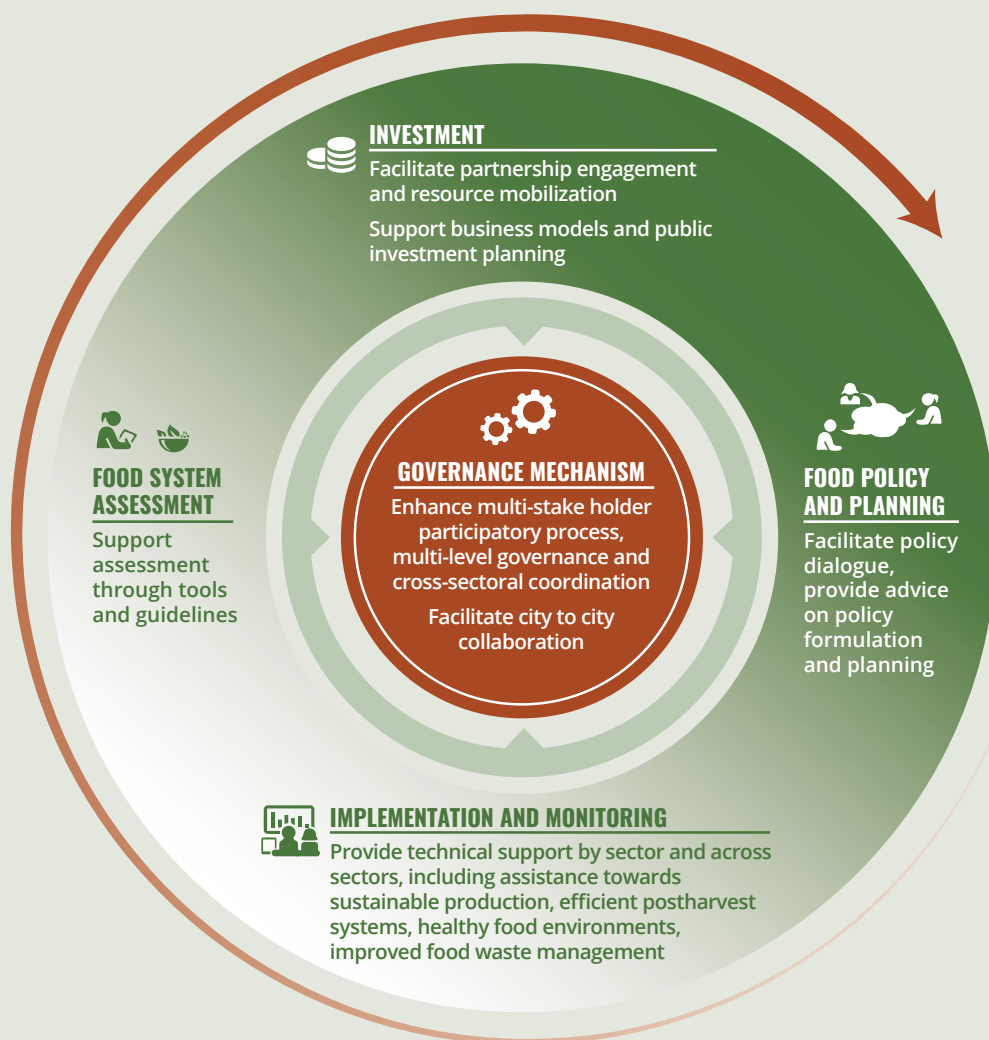 INVESTMENT
Facilitate partnership engagement
and resource mobilization
Support business models and public
investment planning
FOOD SYSTEM
ASSESSMENT
Support
assessment
through tools
and guidelines
GOVERNANCE MECHANISM
Enhance multi-stake holder
participatory process,
multi-level governance and
cross-sectoral coordination
Facilitate city to city
collaboration
FOOD POLICY
AND PLANNING
Facilitate policy
dialogue,
provide advice
on policy
formulation
and planning
IMPLEMENTATION AND MONITORING
Provide technical support by sector and across
sectors, including assistance towards
sustainable production, efficient postharvest
systems, healthy food environments,
improved food waste management